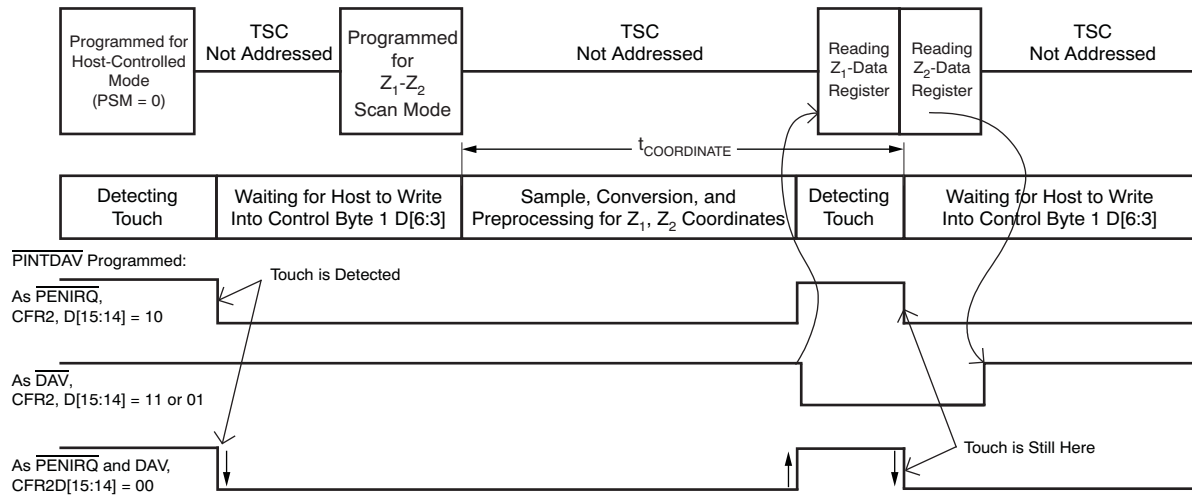 Programmed for
Host-Controlled
Mode
(PSM = 0)
TSC
Not Addressed
Programmed
for
Z1-Z2
Scan Mode
TSC
Not Addressed
Reading
Z1-Data
Register
Reading
Z2-Data
Register
TSC
Not Addressed
tCOORDINATE
Detecting
Touch
Waiting for Host to Write
Into Control Byte 1 D[6:3]
Sample, Conversion, and
Preprocessing for Z1, Z2 Coordinates
Detecting
Touch
Waiting for Host to Write
Into Control Byte 1 D[6:3]
PINTDAV Programmed:
Touch is Detected
As PENIRQ,
CFR2, D[15:14] = 10
As DAV,
CFR2, D[15:14] = 11 or 01
Touch is Still Here
As PENIRQ and DAV,
CFR2D[15:14] = 00